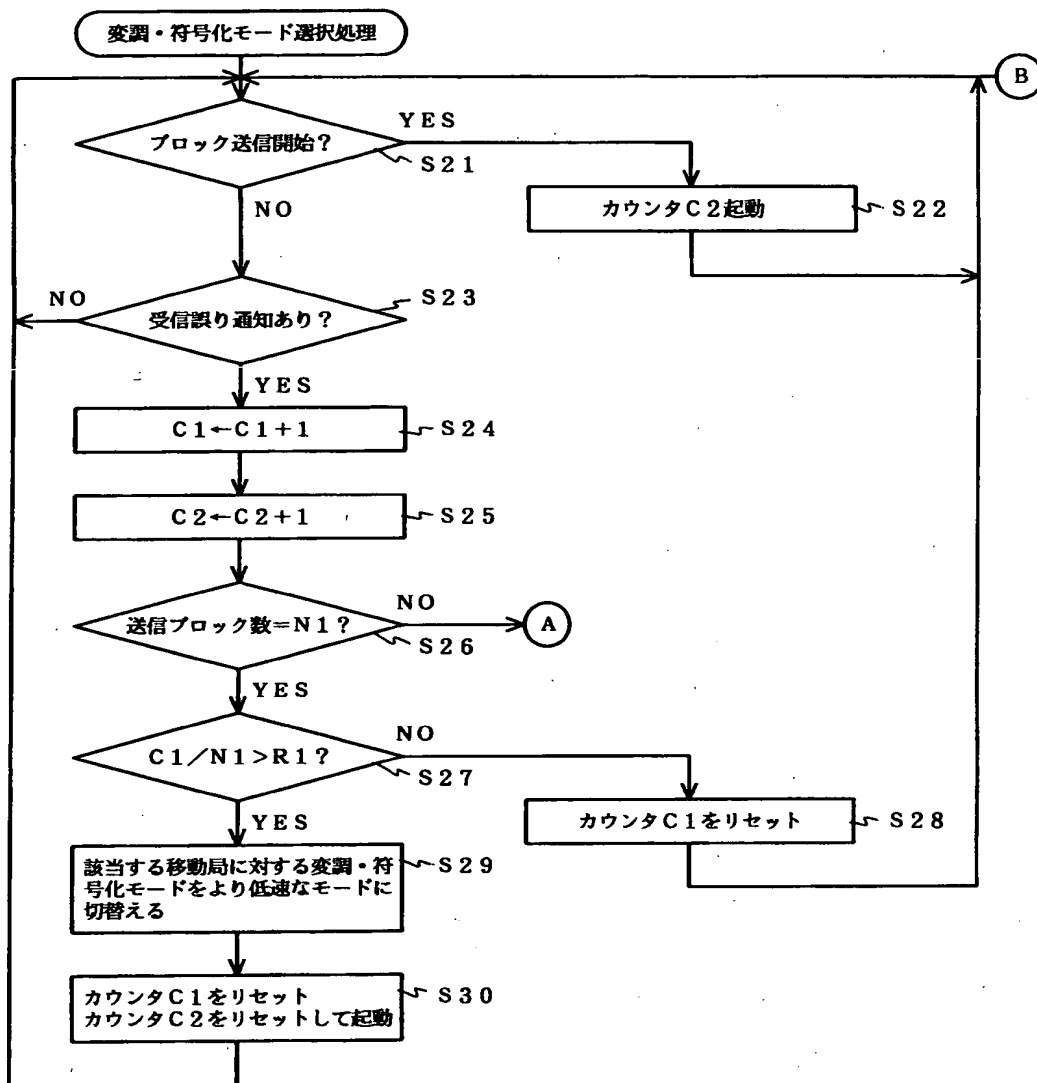 変調・符号化モード選択処理
B
ブロック送信開始?
YES
S21
NO
カウンタC2起動
S22
NO
受信誤り通知あり?
S23
YES
C1←C1+1
S24
C2←C2+1
S25
送信ブロック数=N1?
NO
A
S26
YES
C1/N1>R1?
NO
S27
YES
カウンタC1をリセット
S28
該当する移動局に対する変調・符
号化モードをより低速なモードに
切替える
S29
カウンタC1をリセット
カウンタC2をリセットして起動
S30